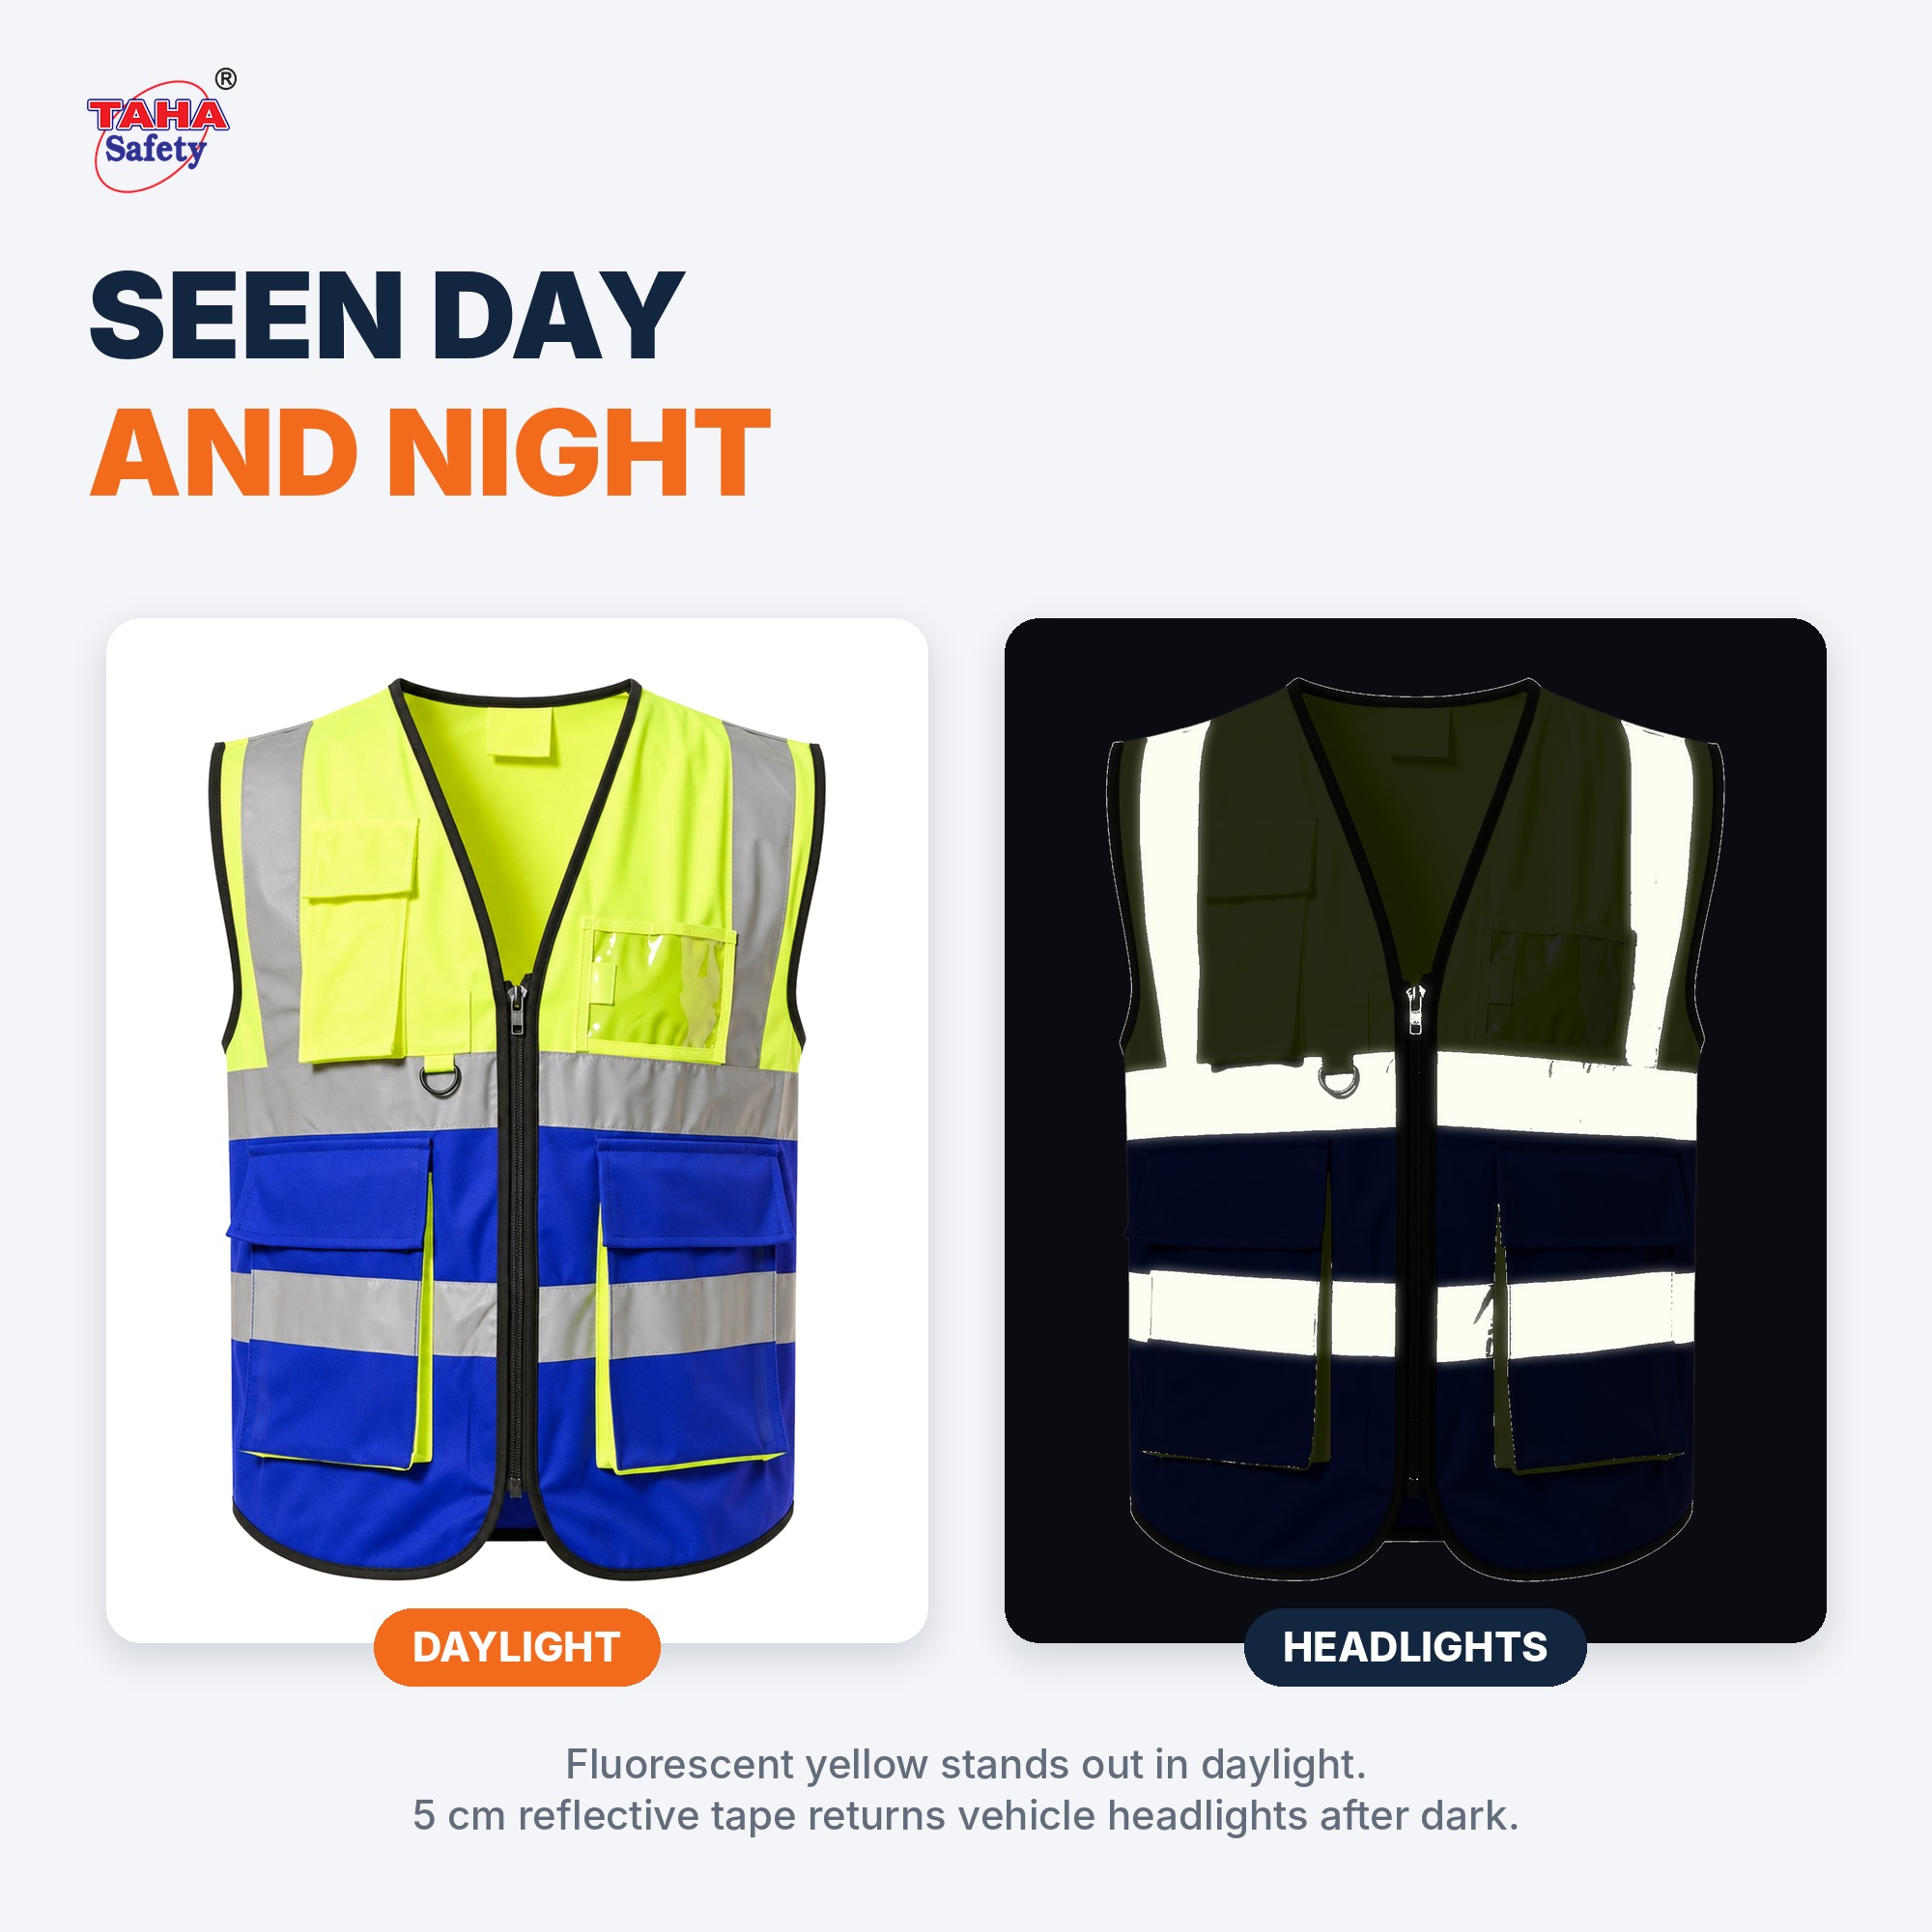 TAHA ®
Safety
SEEN DAY
AND NIGHT
DAYLIGHT
HEADLIGHTS
Fluorescent yellow stands out in daylight.
5 cm reflective tape returns vehicle headlights after dark.